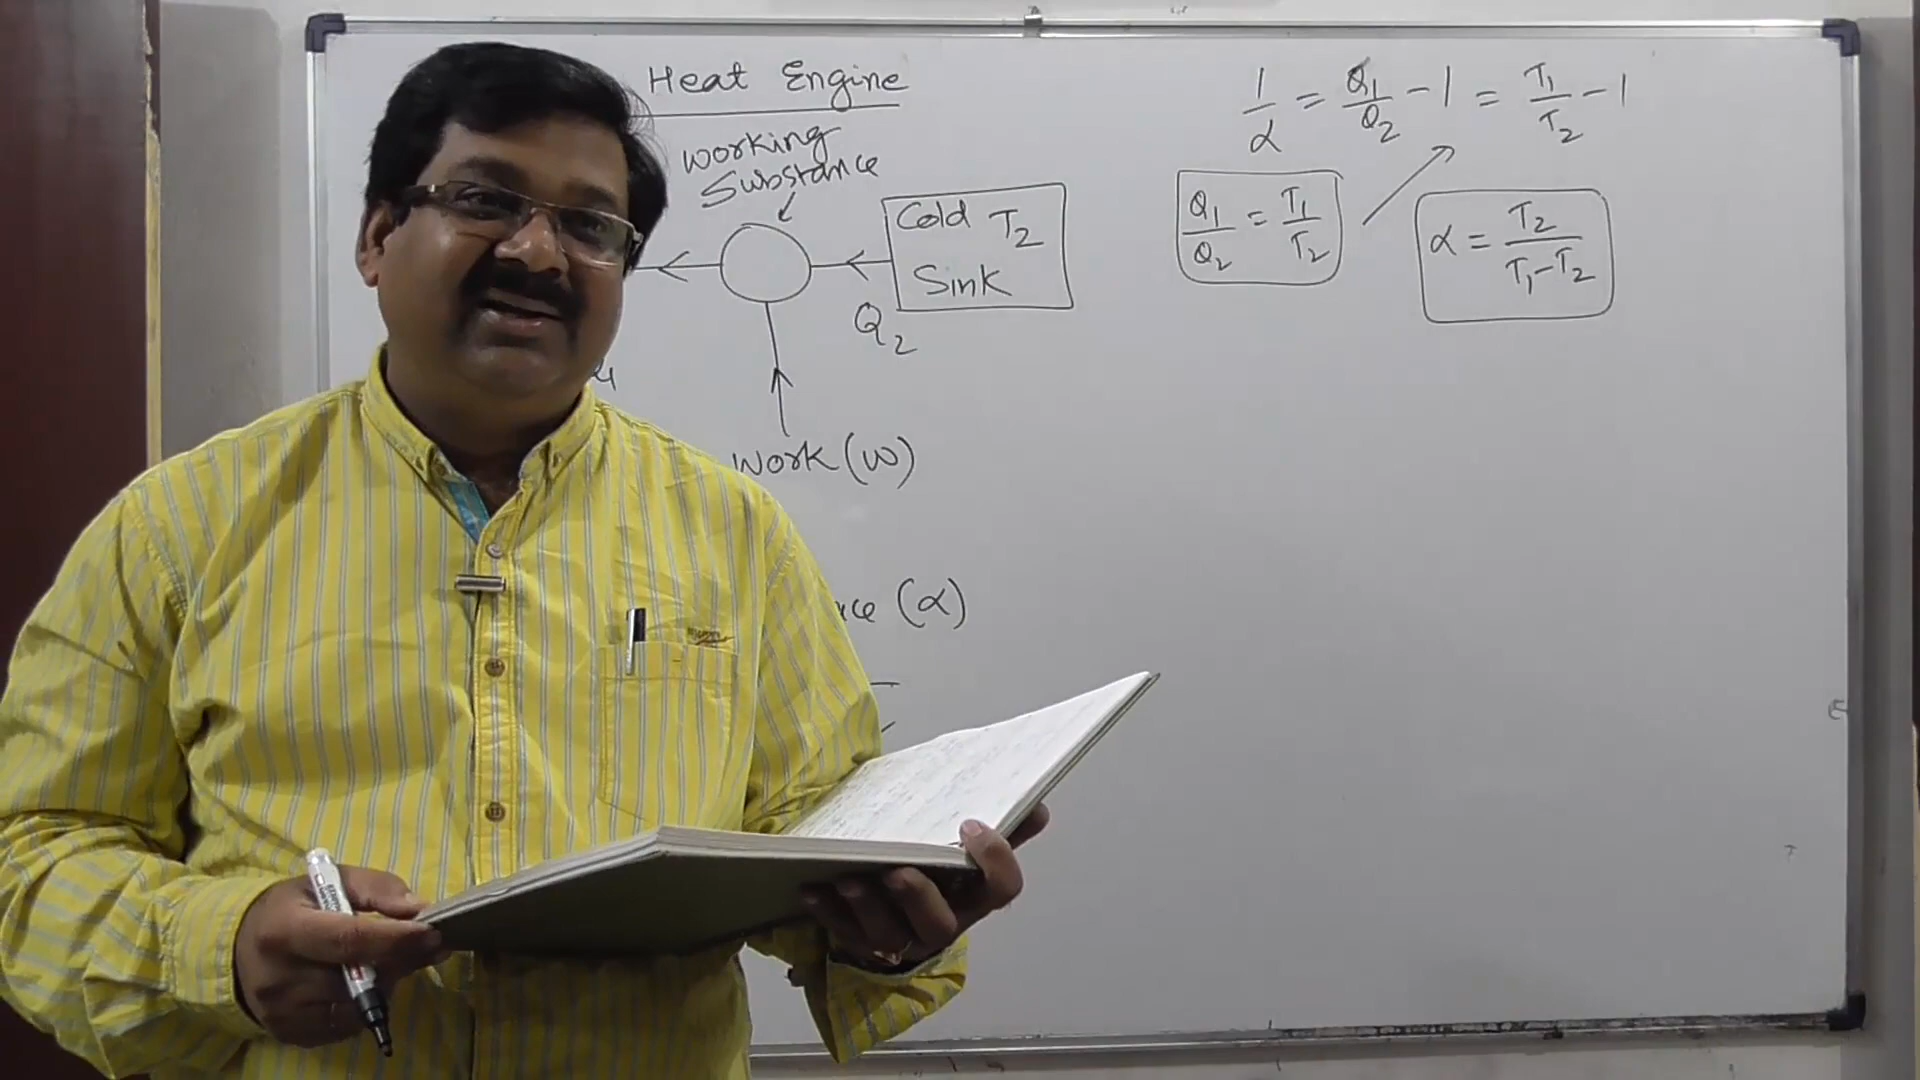 Heat Engine
Working
Substance
Cold T₂
Sink
Q₂
Work (W)
(α)
1/α = Q₁/Q₂ - 1 = T₁/T₂ - 1
Q₁/Q₂ = T₁/T₂
α = T₂/(T₁-T₂)